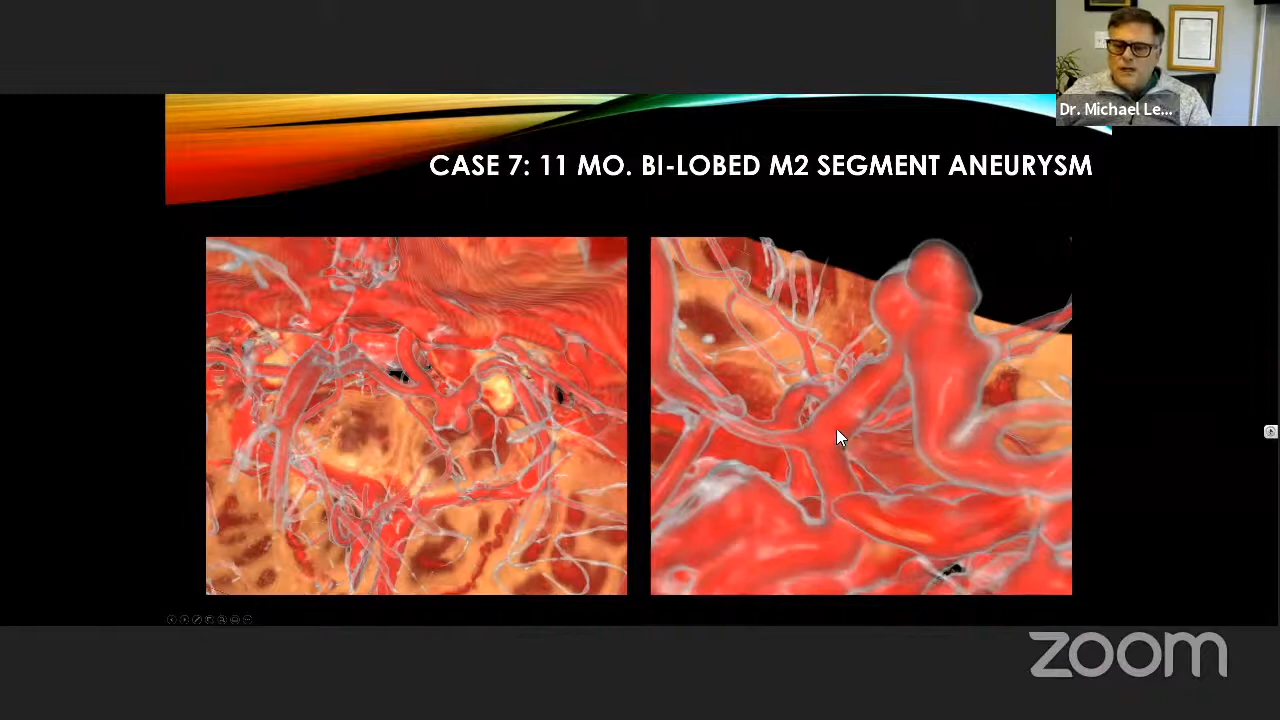 Dr. Michael Le...
CASE 7: 11 MO. BI-LOBED M2 SEGMENT ANEURYSM
zoom